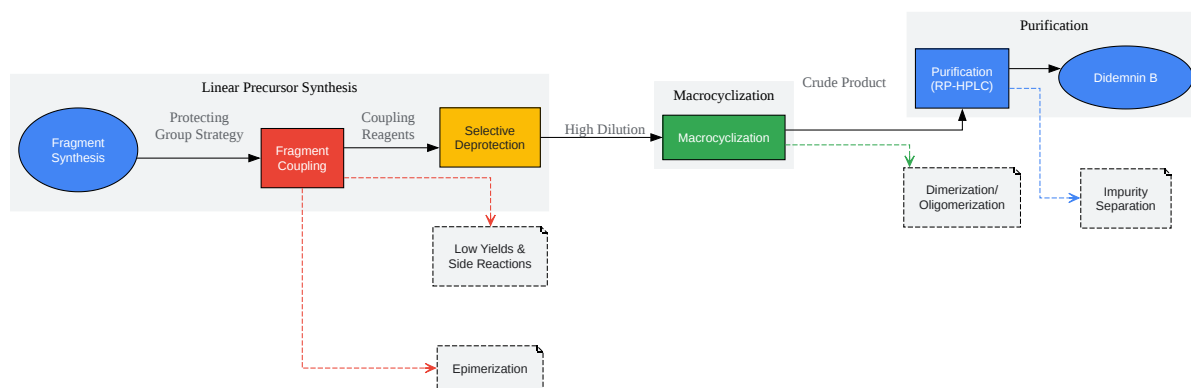 Purification
Linear Precursor Synthesis
Macrocyclization
Crude Product
Purification
(RP-HPLC)
Didemnin B
Protecting
Group Strategy
Coupling
Reagents
Fragment
Synthesis
Fragment
Coupling
Selective
Deprotection
High Dilution
Macrocyclization
Dimerization/
Oligomerization
Impurity
Separation
Low Yields &
Side Reactions
Epimerization